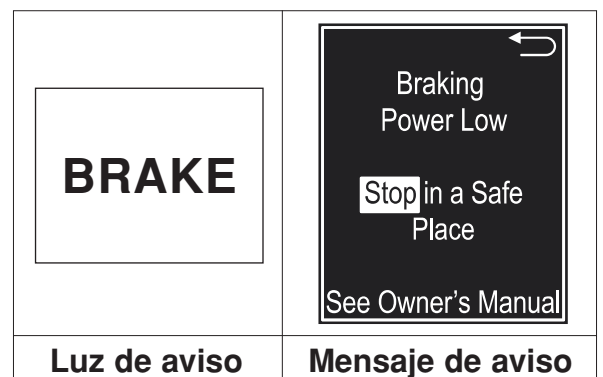 BRAKE
Braking
Power Low
Stop in a Safe
Place
See Owner's Manual
Luz de aviso
Mensaje de aviso